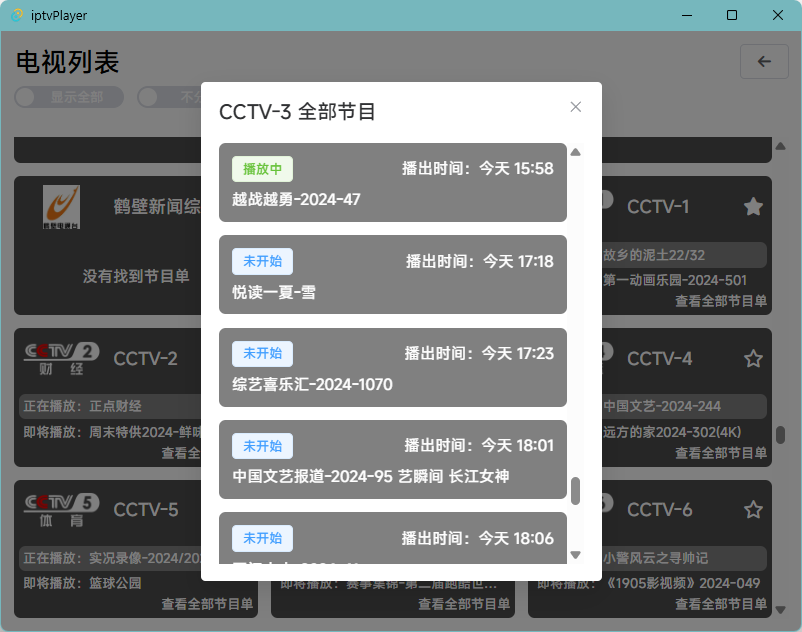 iptvPlayer
电视列表
显示全部
CCTV-3 全部节目
播放中
播出时间：今天 15:58
越战越勇-2024-47
未开始
播出时间：今天 17:18
悦读一夏-雪
未开始
播出时间：今天 17:23
综艺喜乐汇-2024-1070
未开始
播出时间：今天 18:01
中国文艺报道-2024-95 艺瞬间 长江女神
未开始
播出时间：今天 18:06
鹤壁新闻综
没有找到节目单
CCTV-1
故乡的泥土22/32
第一动画乐园-2024-501
查看全部节目单
CCTV 2
财 经
CCTV-2
正在播放：正点财经
即将播放：周末特供2024-鲜味
查看全
CCTV-4
中国文艺-2024-244
远方的家2024-302(4K)
查看全部节目单
CCTV 5
体 育
CCTV-5
正在播放：实况录像-2024/20
即将播放：篮球公园
查看全部节目单
即将播放：赛事集锦-第二届跑酷世...
查看全部节目单
CCTV-6
小警风云之寻帅记
即将播放：《1905影视频》2024-049
查看全部节目单